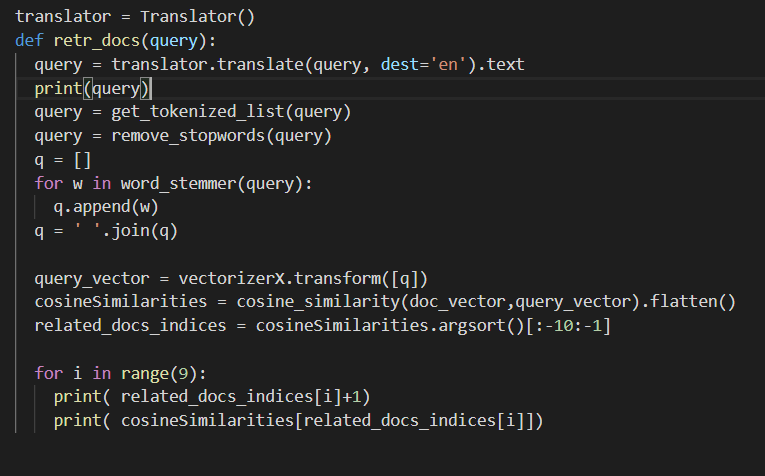 translator = Translator()
def retr_docs(query):
  query = translator.translate(query, dest='en').text
  print(query)
  query = get_tokenized_list(query)
  query = remove_stopwords(query)
  q = []
  for w in word_stemmer(query):
    q.append(w)
  q = ' '.join(q)

  query_vector = vectorizerX.transform([q])
  cosineSimilarities = cosine_similarity(doc_vector,query_vector).flatten()
  related_docs_indices = cosineSimilarities.argsort()[:-10:-1]

  for i in range(9):
    print( related_docs_indices[i]+1)
    print( cosineSimilarities[related_docs_indices[i]])